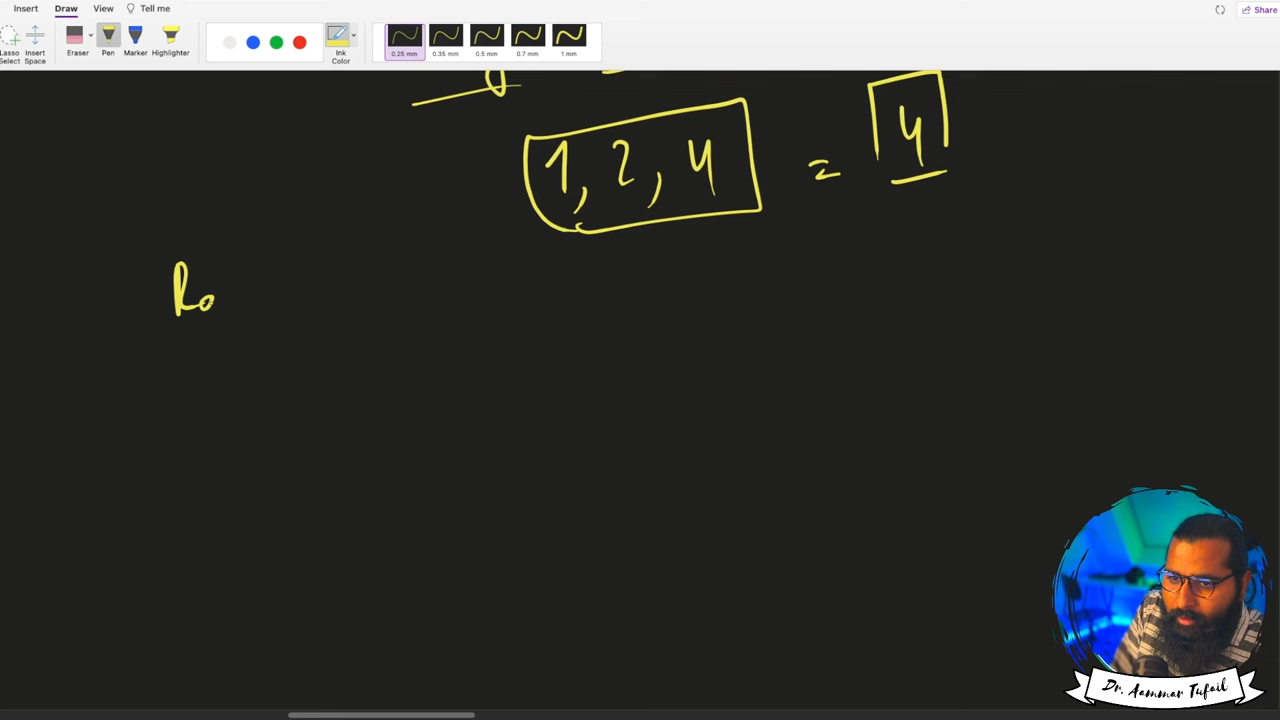 Insert Draw View Tell me
Share
Lasso Select
Insert Space
Eraser
Pen
Marker
Highlighter
Ink Color
0.25 mm
0.35 mm
0.5 mm
0.7 mm
1 mm
1, 2, 4 = 4
Ro
Dr. Aammar Tufail